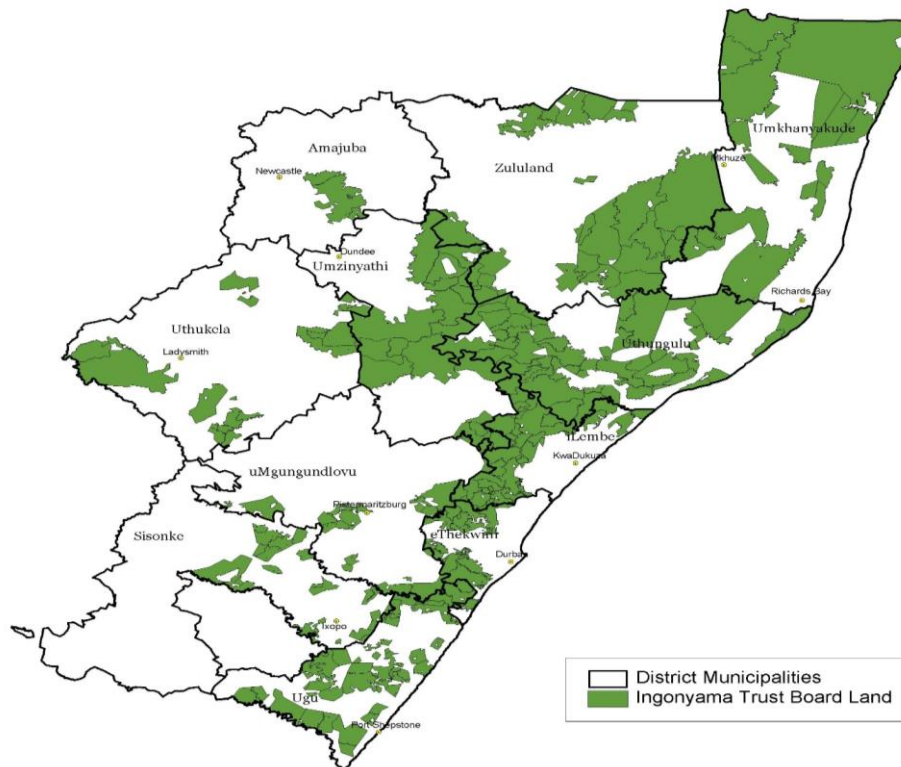 Umkhanyakude
Amajuba
Mkhuze
Zululand
Newcastle
Dundee
Umzinyathi
Richards Bay
Uthukela
Uthungulu
Ladysmith
iLembe
KwaDukuza
uMgungundlovu
Pietermaritzburg
Sisonke
eThekwini
Durban
Ixopo
District Municipalities
Ingonyama Trust Board Land
Ugu
Port Shepstone